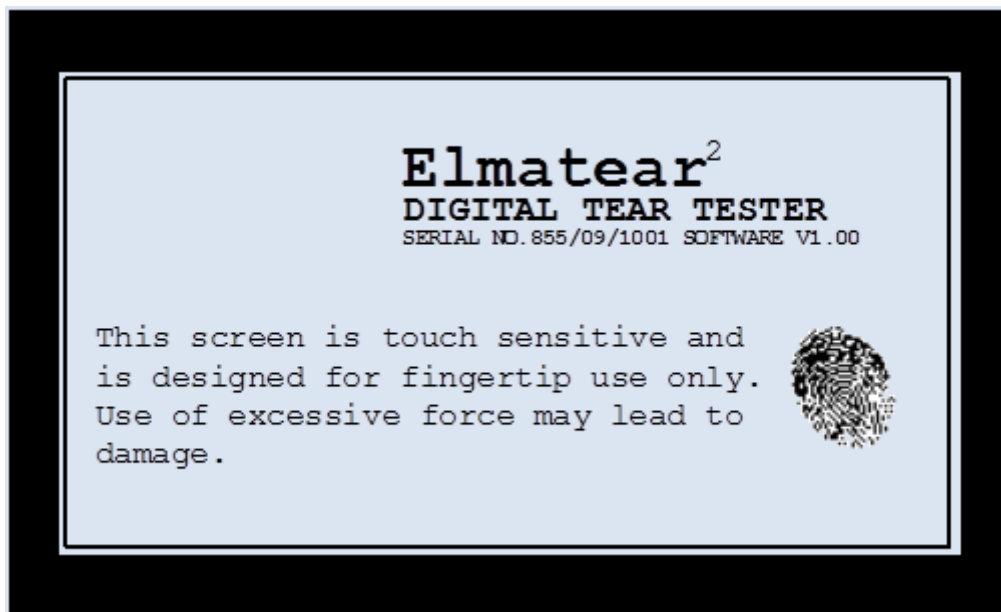 Elmatear²
DIGITAL TEAR TESTER
SERIAL NO.855/09/1001 SOFTWARE V1.00
This screen is touch sensitive and
is designed for fingertip use only.
Use of excessive force may lead to
damage.